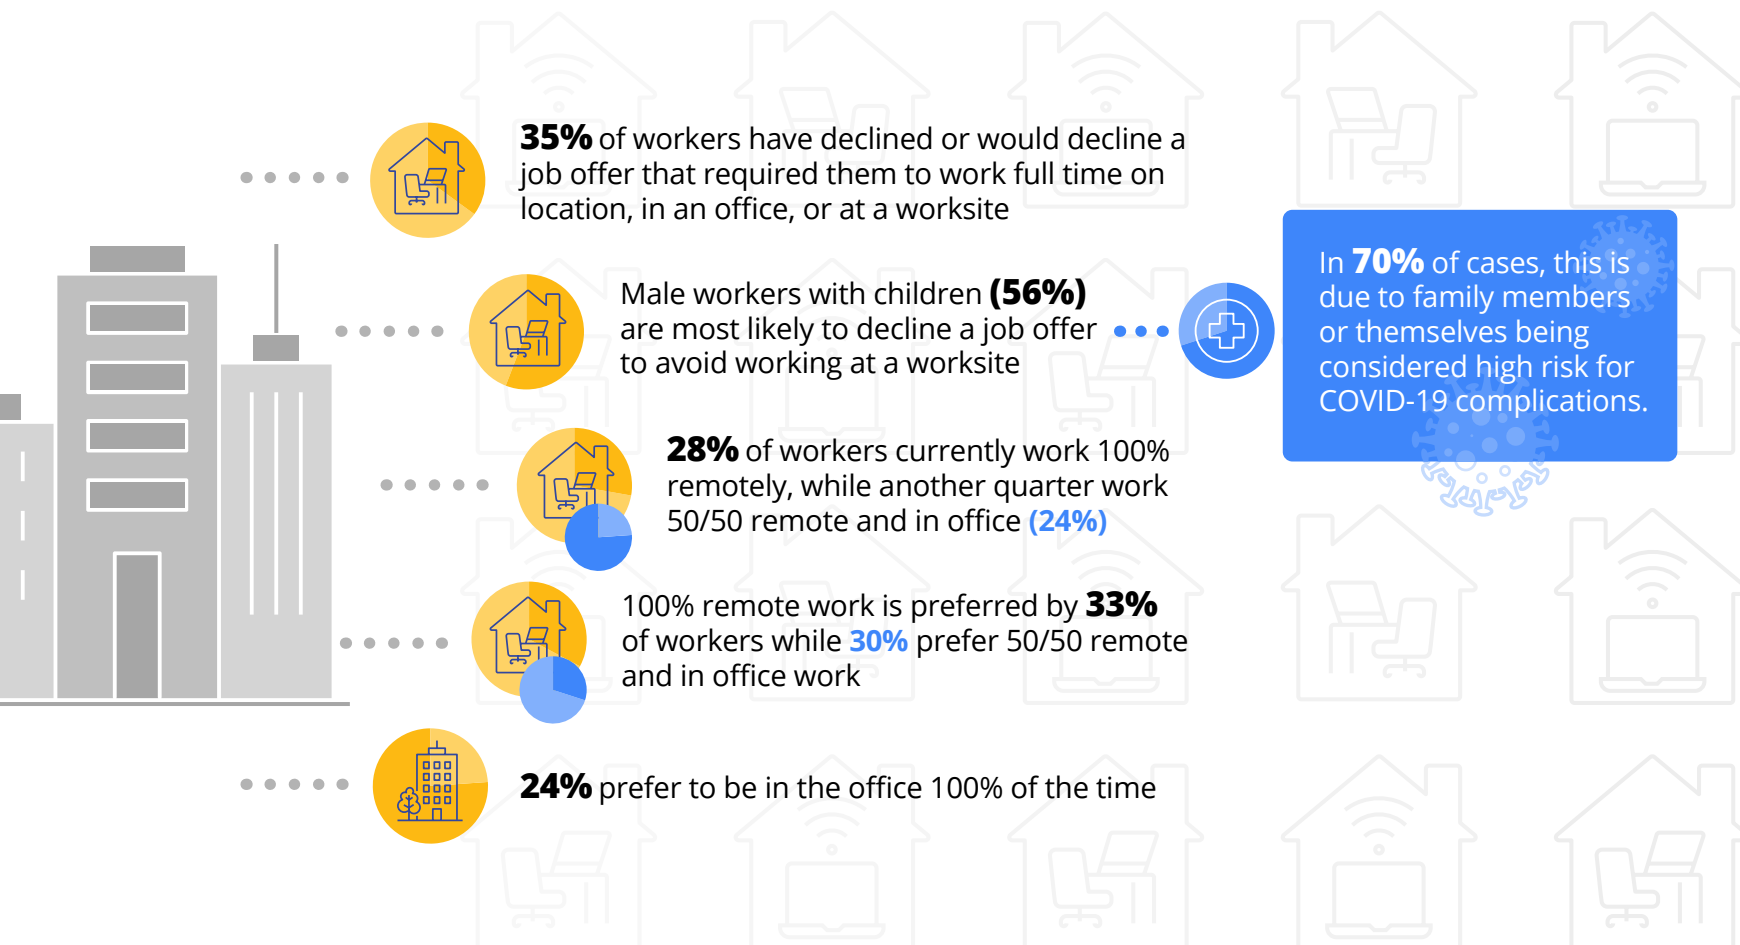 35% of workers have declined or would decline a
job offer that required them to work full time on
location, in an office, or at a worksite
Male workers with children (56%)
are most likely to decline a job offer
to avoid working at a worksite
In 70% of cases, this is
due to family members
or themselves being
considered high risk for
COVID-19 complications.
28% of workers currently work 100%
remotely, while another quarter work
50/50 remote and in office (24%)
100% remote work is preferred by 33%
of workers while 30% prefer 50/50 remote
and in office work
24% prefer to be in the office 100% of the time